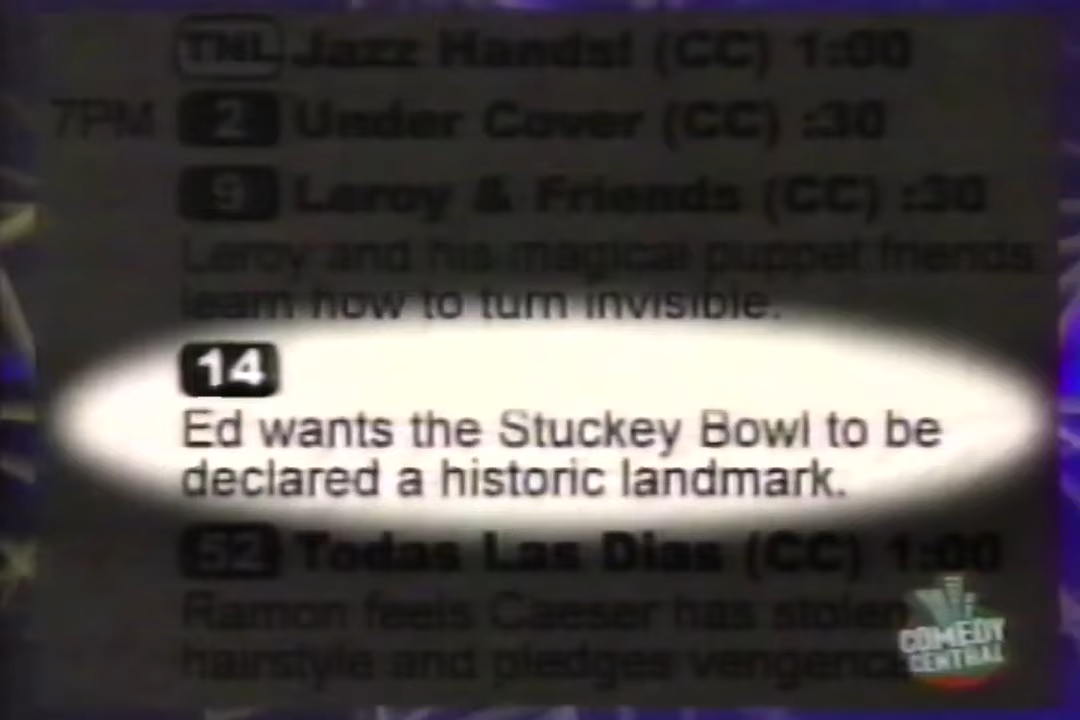 TNL Jazz Hands! (CC) 1:00
7PM 2 Under Cover (CC) :30
9 Leroy & Friends (CC) :30
Leroy and his magical puppet friends
learn how to turn invisible.
14
Ed wants the Stuckey Bowl to be
declared a historic landmark.
52 Todas Las Dias (CC) 1:00
Ramon feels Caeser has stolen
hairstyle and pledges
COMEDY
CENTRAL